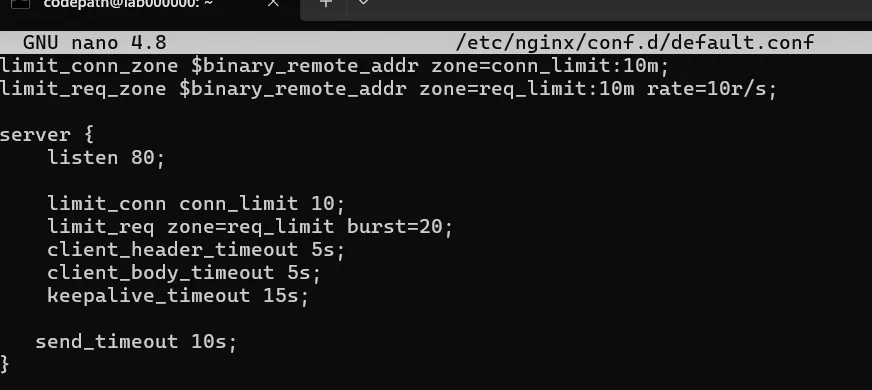 codepath@lab000000: ~
GNU nano 4.8 /etc/nginx/conf.d/default.conf
limit_conn_zone $binary_remote_addr zone=conn_limit:10m;
limit_req_zone $binary_remote_addr zone=req_limit:10m rate=10r/s;
server {
listen 80;
limit_conn conn_limit 10;
limit_req zone=req_limit burst=20;
client_header_timeout 5s;
client_body_timeout 5s;
keepalive_timeout 15s;
send_timeout 10s;
}